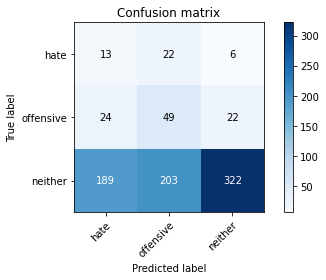 Confusion matrix
hate 13 22 6
offensive 24 49 22
neither 189 203 322
hate offensive neither
True label
Predicted label
300
250
200
150
100
50